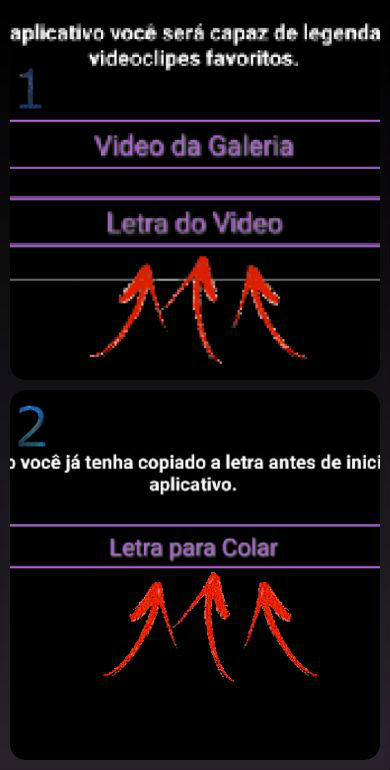 aplicativo você será capaz de legenda
videoclipes favoritos.
1
Video da Galeria
Letra do Video
2
o você já tenha copiado a letra antes de inici
aplicativo.
Letra para Colar